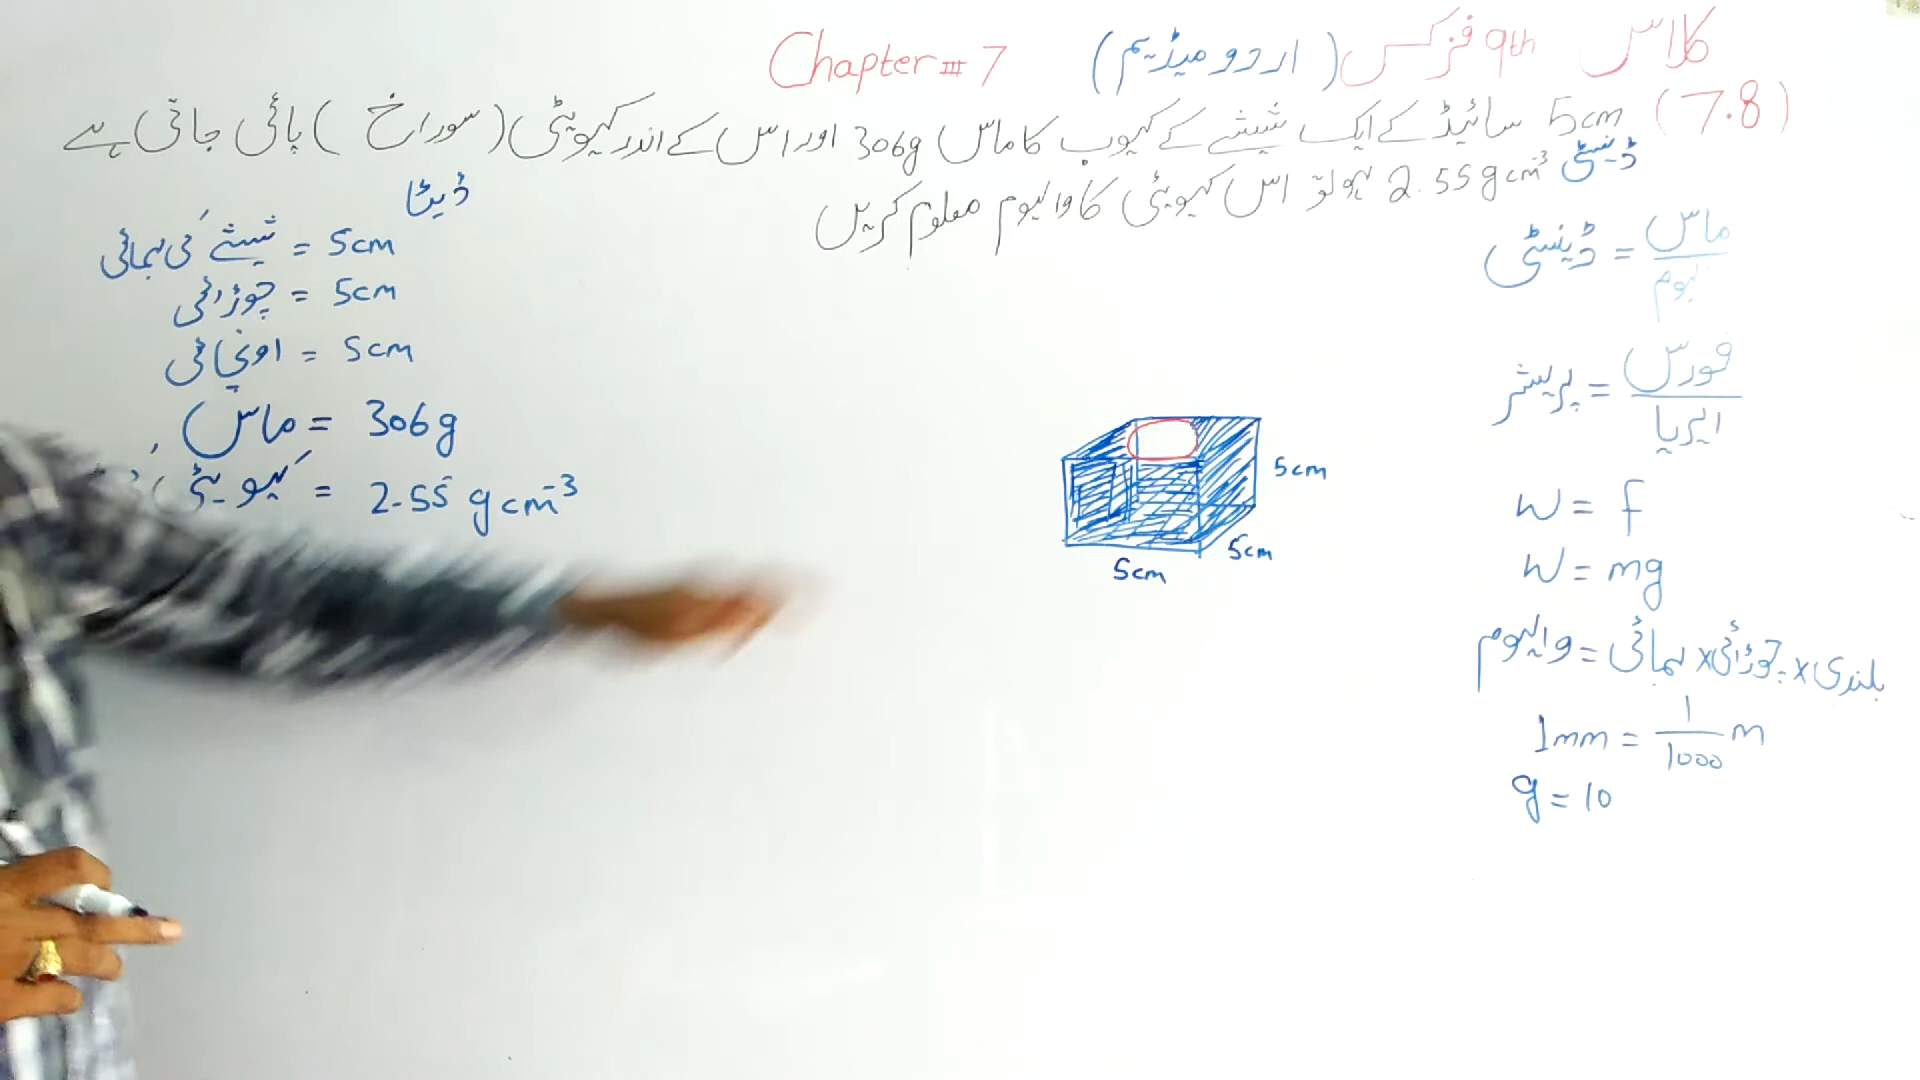 کلاس 9th فزکس (اردو میڈیم) Chapter # 7
(7.8) 5cm سائیڈ کے ایک شیشے کے کیوب کا ماس 306g اور اس کے اندر کیویٹی (سوراخ) پائی جاتی ہے
ڈینسٹی 2.55gcm⁻³ ہو تو اس کیویٹی کا والیوم معلوم کریں
ڈیٹا
شیشے کی لمبائی = 5cm
چوڑائی = 5cm
اونچائی = 5cm
ماس = 306g
کیویٹی = 2.55 gcm⁻³
5cm
5cm
5cm
ڈینسٹی = ماس / یوم
پریشر = فورس / ایریا
W = f
W = mg
والیوم = لمبائی × چوڑائی × بلندی
1mm = 1/1000 m
g = 10